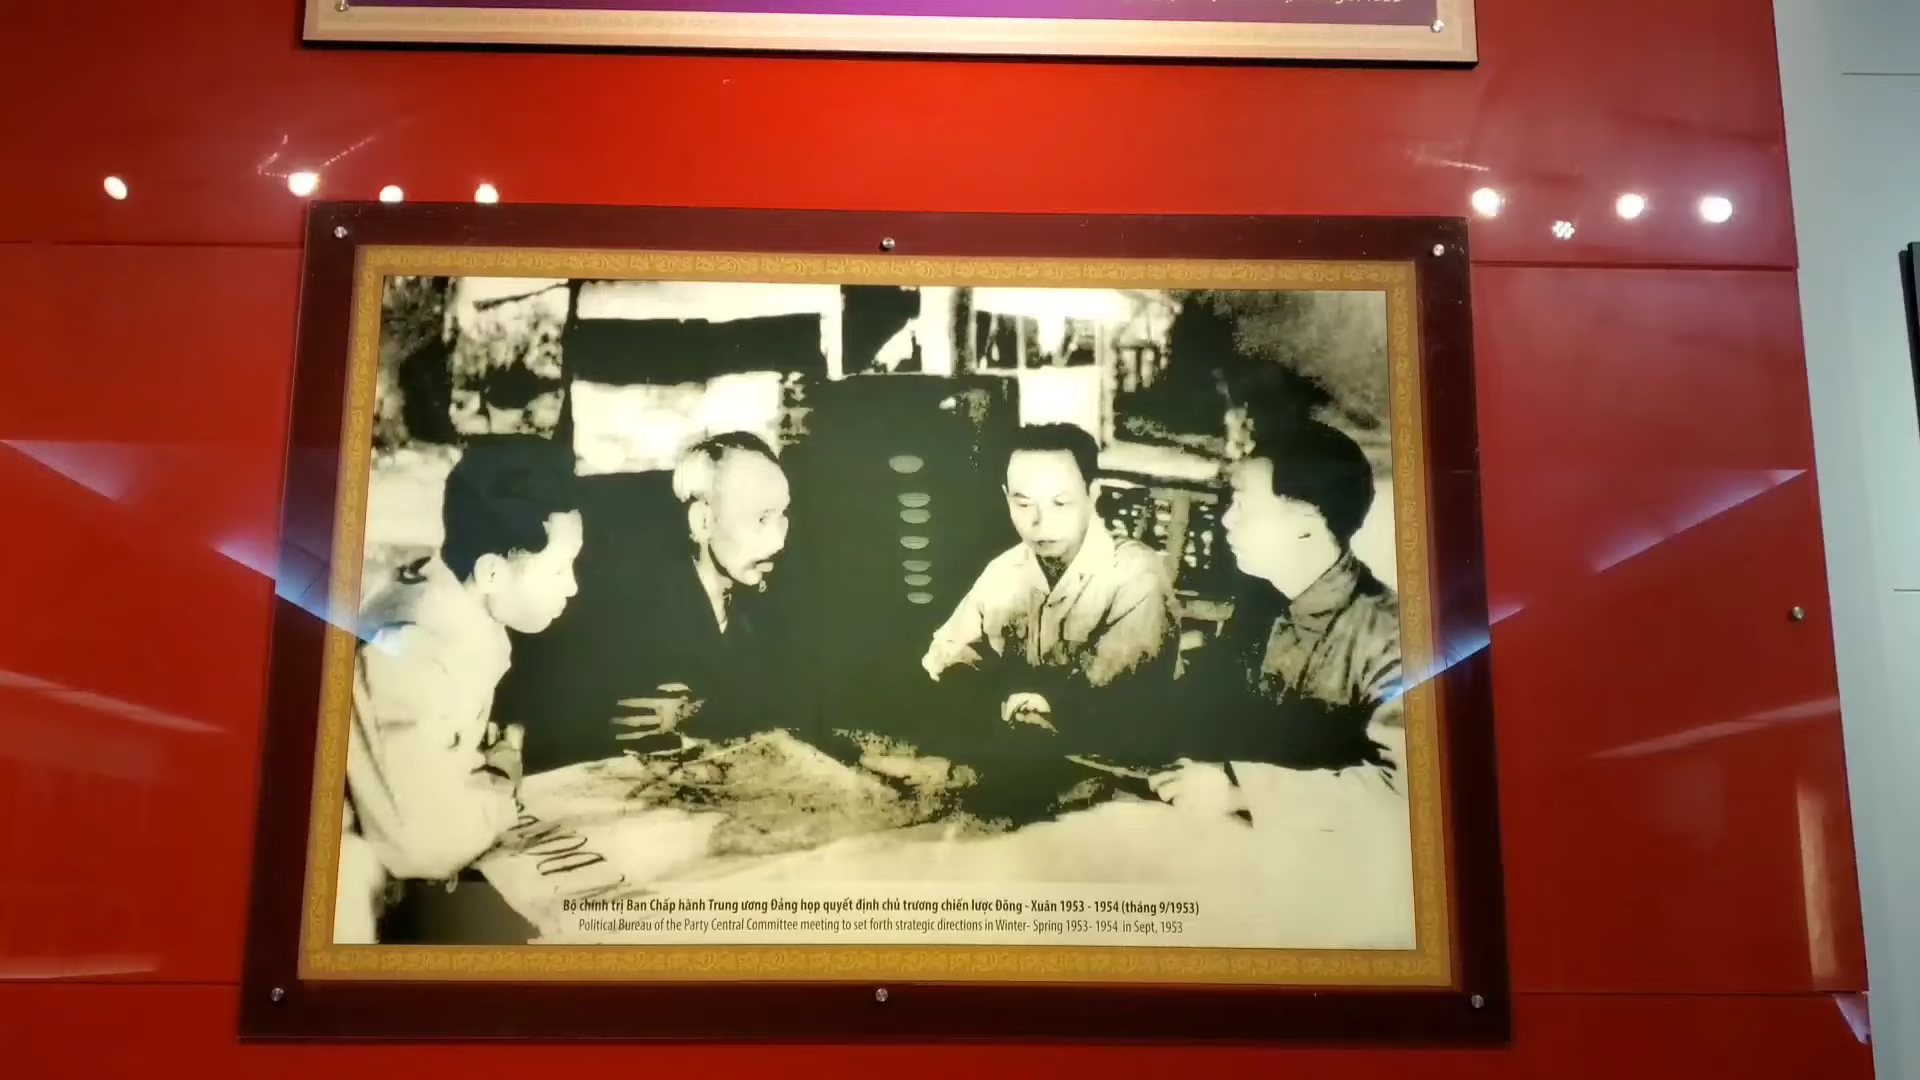 Bộ chính trị Ban Chấp hành Trung ương Đảng họp quyết định chủ trương chiến lược Đông - Xuân 1953 - 1954 (tháng 9/1953)
Political Bureau of the Party Central Committee meeting to set forth strategic directions in Winter- Spring 1953- 1954 in Sept, 1953